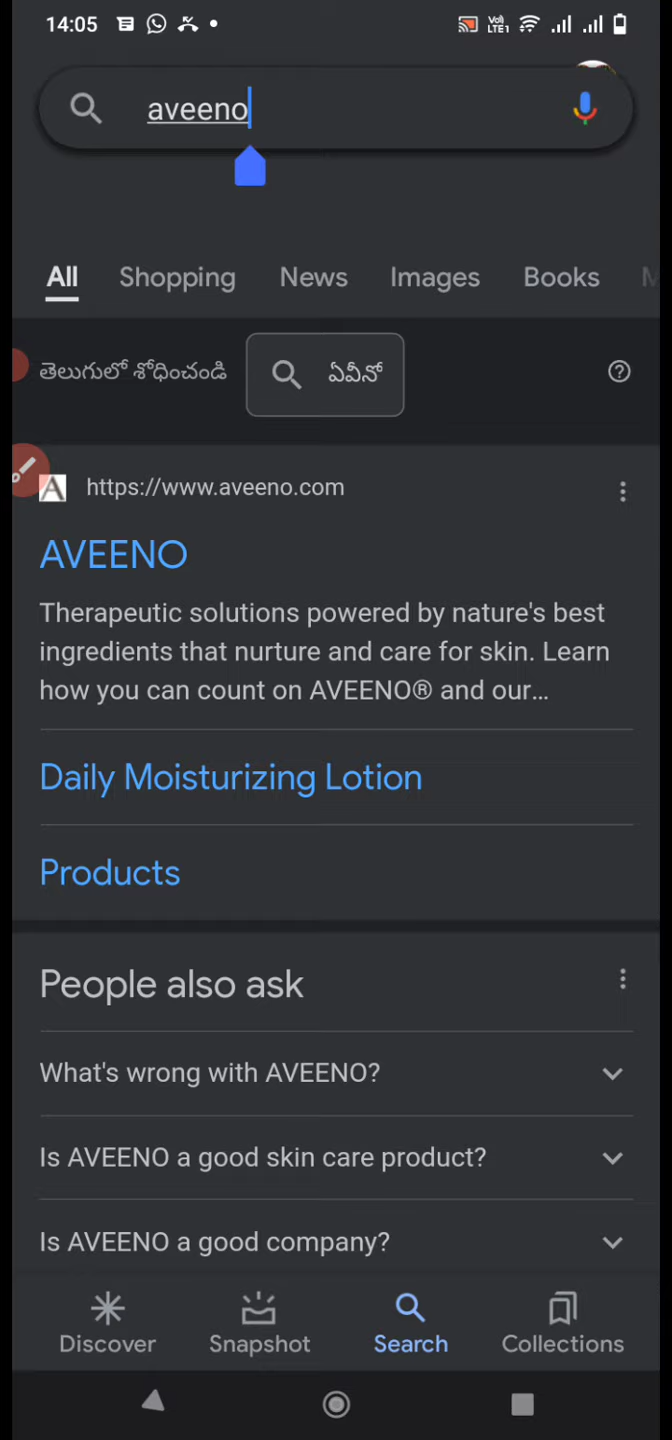 14:05
Vo)) LTE1
aveeno
All Shopping News Images Books M
తెలుగులో శోధించండి ఏవీనో
A https://www.aveeno.com
AVEENO
Therapeutic solutions powered by nature's best
ingredients that nurture and care for skin. Learn
how you can count on AVEENO® and our...
Daily Moisturizing Lotion
Products
People also ask
What's wrong with AVEENO?
Is AVEENO a good skin care product?
Is AVEENO a good company?
Discover Snapshot Search Collections